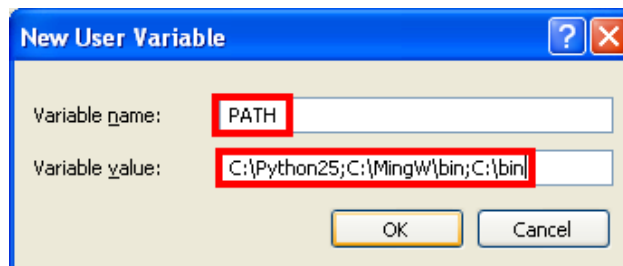 New User Variable
Variable name: PATH
Variable value: C:\Python25;C:\MingW\bin;C:\bin
OK Cancel